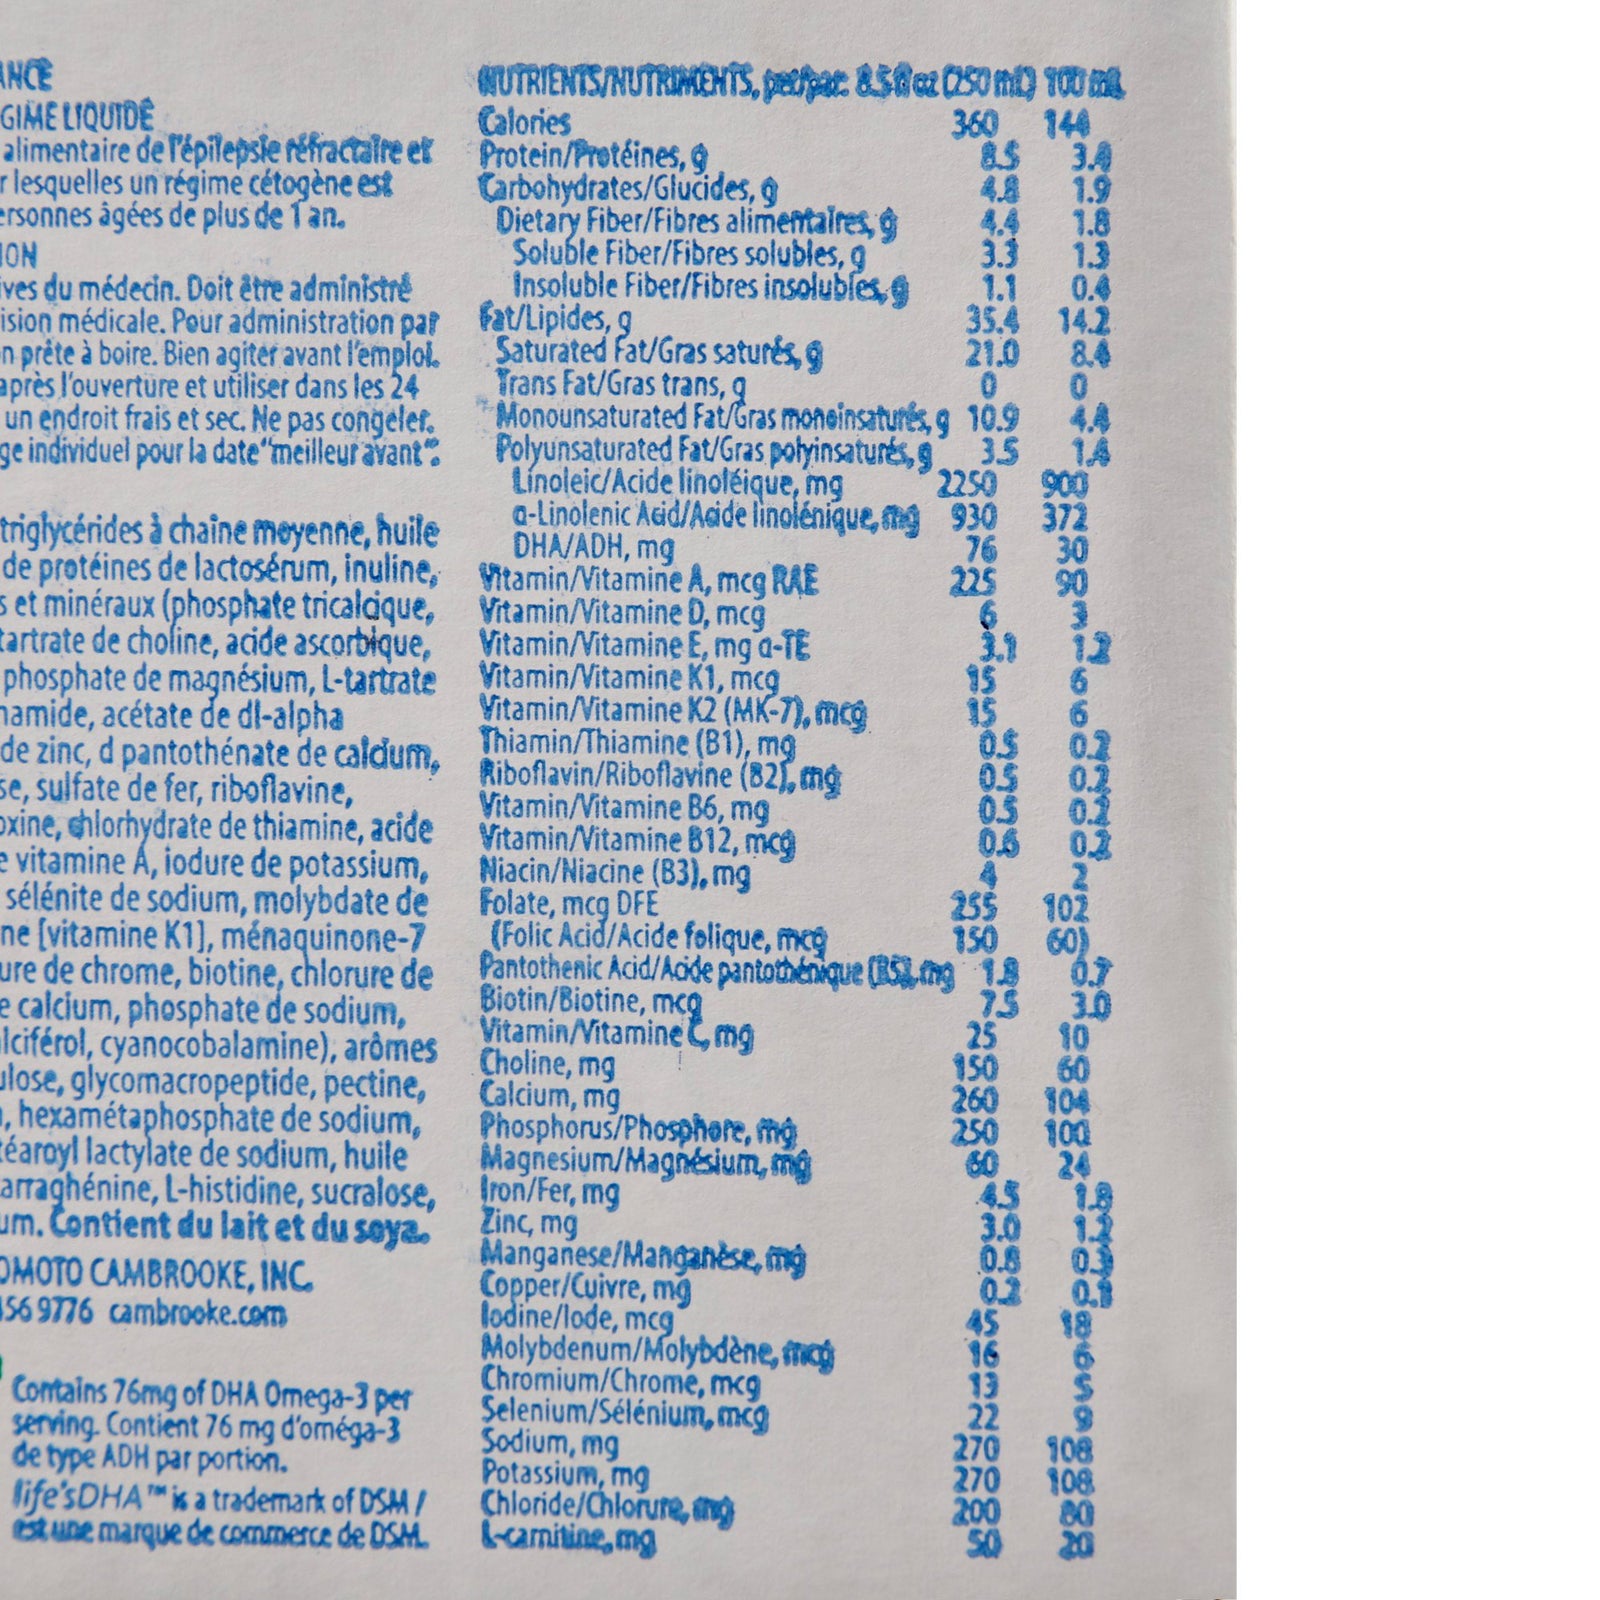 ANCE
GIME LIQUIDE
alimentaire de l'épilepsie réfractaire et
r lesquelles un régime cétogène est
ersonnes âgées de plus de 1 an.
ION
ives du médecin. Doit être administré
ision médicale. Pour administration par
n prête à boire. Bien agiter avant l'emploi.
après l'ouverture et utiliser dans les 24
un endroit frais et sec. Ne pas congeler.
ge individuel pour la date "meilleur avant".
triglycérides à chaîne moyenne, huile
de protéines de lactosérum, inuline,
s et minéraux (phosphate tricalcique,
tartrate de choline, acide ascorbique,
phosphate de magnésium, L-tartrate
namide, acétate de dl-alpha
de zinc, d pantothénate de calcium,
se, sulfate de fer, riboflavine,
oxine, chlorhydrate de thiamine, acide
e vitamine A, iodure de potassium,
sélénite de sodium, molybdate de
ne [vitamine K1], ménaquinone-7
ure de chrome, biotine, chlorure de
e calcium, phosphate de sodium,
lciférol, cyanocobalamine), arômes
ulose, glycomacropeptide, pectine,
, hexamétaphosphate de sodium,
téaroyl lactylate de sodium, huile
arraghénine, L-histidine, sucralose,
um. Contient du lait et du soya.
OMOTO CAMBROOKE, INC.
456 9776 cambrooke.com
Contains 76mg of DHA Omega-3 per
serving. Contient 76 mg d'oméga-3
de type ADH par portion.
life'sDHA™ is a trademark of DSM /
est une marque de commerce de DSM.
NUTRIENTS/NUTRIMENTS, per/par: 8.5 fl oz (250 mL) 100 mL
Calories 360 144
Protein/Protéines, g 8.5 3.4
Carbohydrates/Glucides, g 4.8 1.9
Dietary Fiber/Fibres alimentaires, g 4.4 1.8
Soluble Fiber/Fibres solubles, g 3.3 1.3
Insoluble Fiber/Fibres insolubles, g 1.1 0.4
Fat/Lipides, g 35.4 14.2
Saturated Fat/Gras saturés, g 21.0 8.4
Trans Fat/Gras trans, g 0 0
Monounsaturated Fat/Gras monoinsaturés, g 10.9 4.4
Polyunsaturated Fat/Gras polyinsaturés, g 3.5 1.4
Linoleic/Acide linoléique, mg 2250 900
α-Linolenic Acid/Acide linolénique, mg 930 372
DHA/ADH, mg 76 30
Vitamin/Vitamine A, mcg RAE 225 90
Vitamin/Vitamine D, mcg 6 3
Vitamin/Vitamine E, mg α-TE 3.1 1.2
Vitamin/Vitamine K1, mcg 15 6
Vitamin/Vitamine K2 (MK-7), mcg 15 6
Thiamin/Thiamine (B1), mg 0.5 0.2
Riboflavin/Riboflavine (B2), mg 0.5 0.2
Vitamin/Vitamine B6, mg 0.5 0.2
Vitamin/Vitamine B12, mcg 0.6 0.2
Niacin/Niacine (B3), mg 4 2
Folate, mcg DFE 255 102
(Folic Acid/Acide folique, mcg 150 60)
Pantothenic Acid/Acide pantothénique (B5), mg 1.8 0.7
Biotin/Biotine, mcg 7.5 3.0
Vitamin/Vitamine C, mg 25 10
Choline, mg 150 60
Calcium, mg 260 104
Phosphorus/Phosphore, mg 250 100
Magnesium/Magnésium, mg 60 24
Iron/Fer, mg 4.5 1.8
Zinc, mg 3.0 1.2
Manganese/Manganèse, mg 0.8 0.3
Copper/Cuivre, mg 0.2 0.1
Iodine/Iode, mcg 45 18
Molybdenum/Molybdène, mcg 16 6
Chromium/Chrome, mcg 13 5
Selenium/Sélénium, mcg 22 9
Sodium, mg 270 108
Potassium, mg 270 108
Chloride/Chlorure, mg 200 80
L-carnitine, mg 50 20